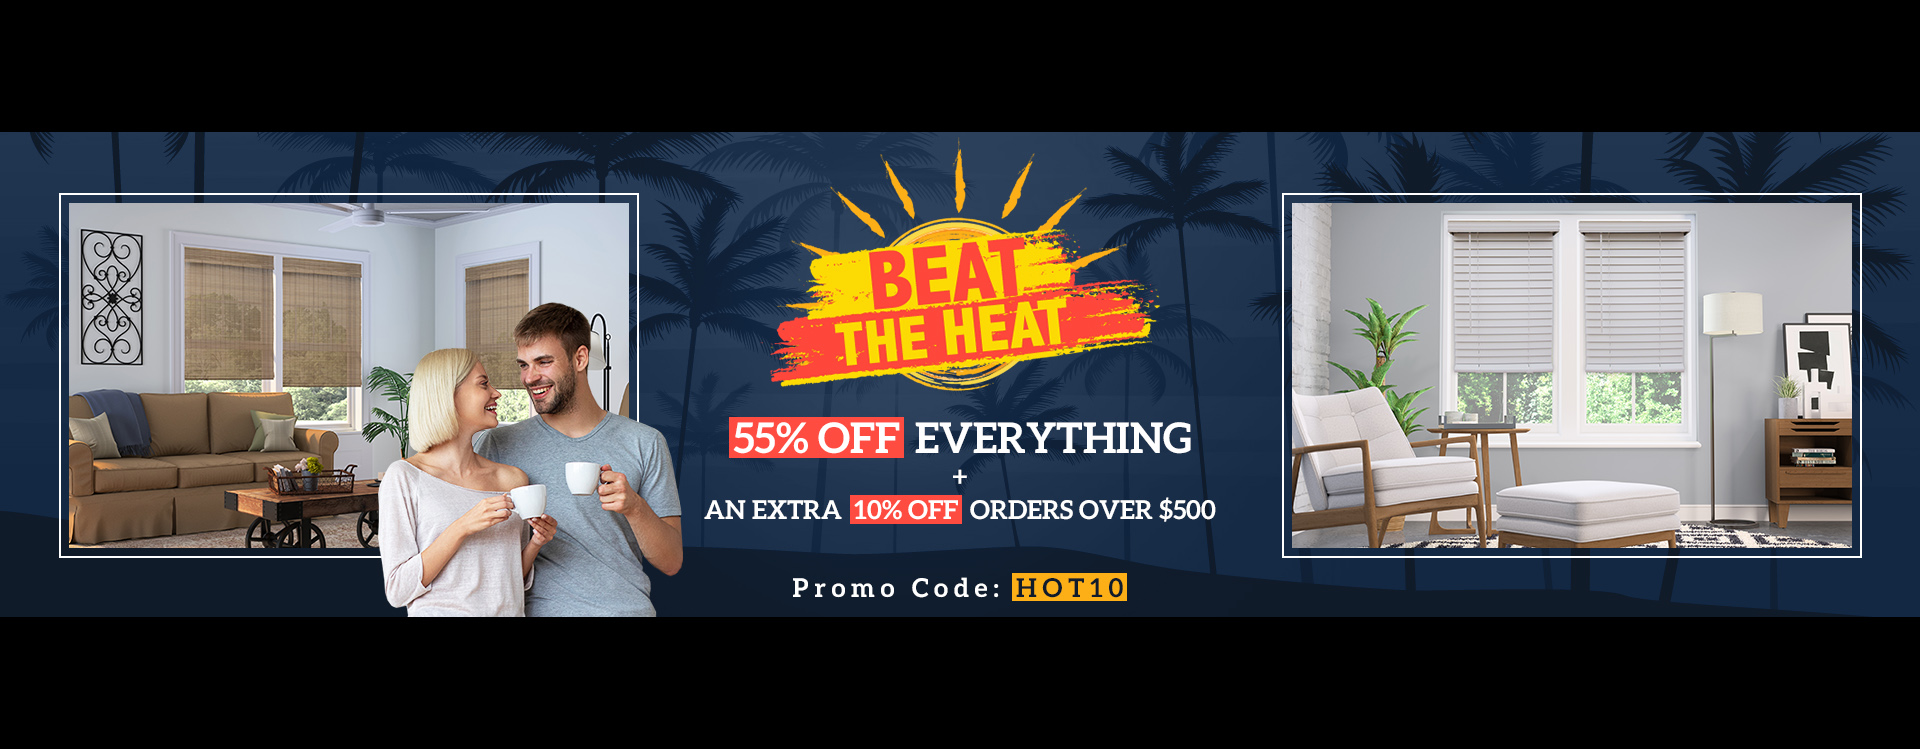 BEAT
THE HEAT
55% OFF EVERYTHING
+
AN EXTRA 10% OFF ORDERS OVER $500
Promo Code: HOT10